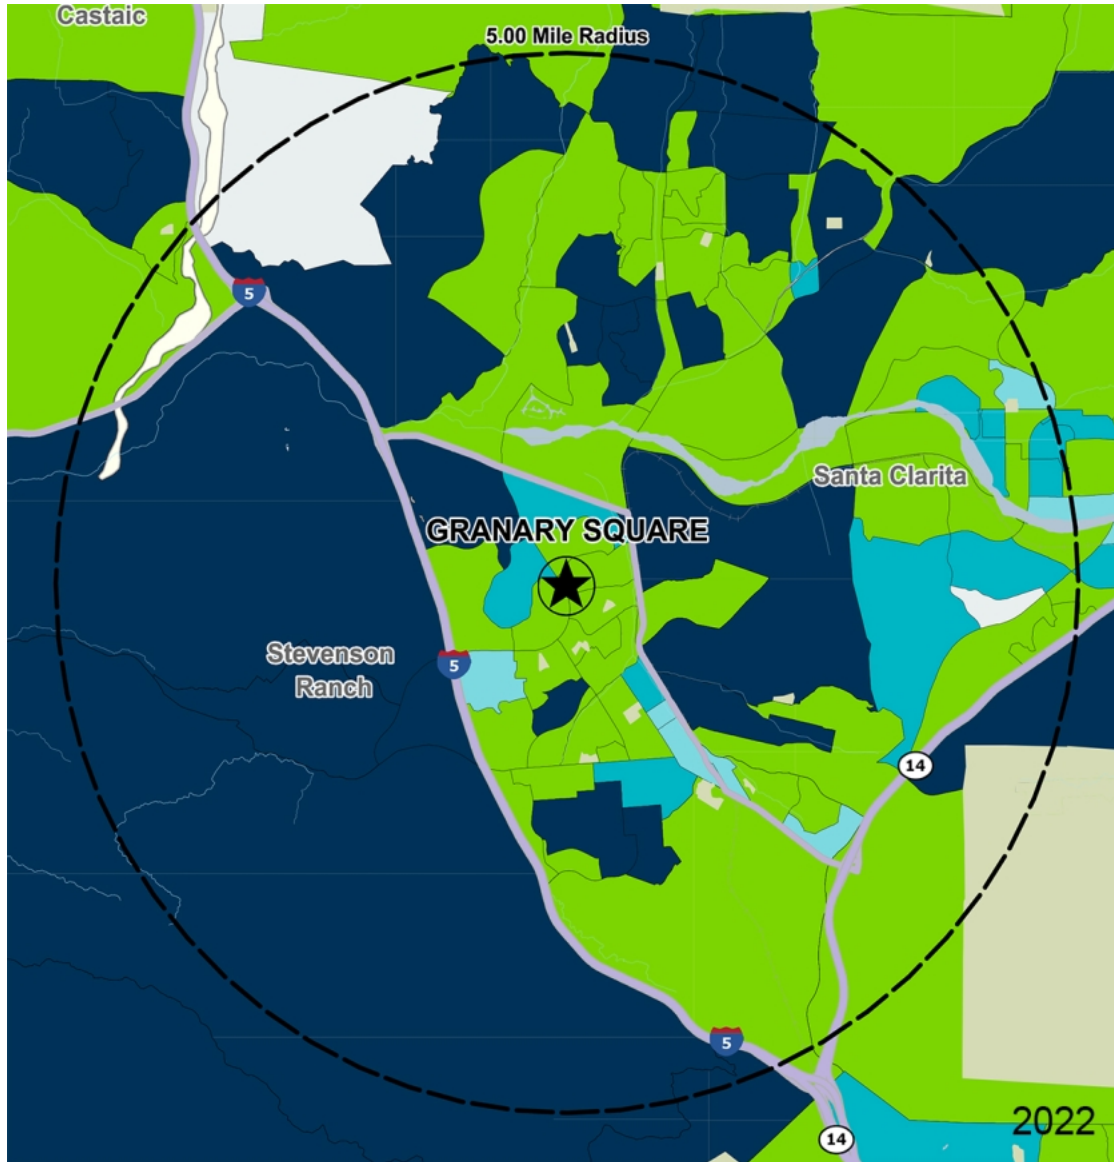 Castaic
5.00 Mile Radius
5
Santa Clarita
GRANARY SQUARE
Stevenson
Ranch
5
14
5
2022
14